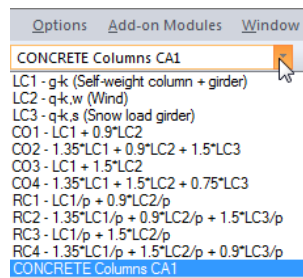 Options Add-on Modules Window
CONCRETE Columns CA1
LC1 - g-k (Self-weight column + girder)
LC2 - q-k,w (Wind)
LC3 - q-k,s (Snow load girder)
CO1 - LC1 + 0.9*LC2
CO2 - 1.35*LC1 + 0.9*LC2 + 1.5*LC3
CO3 - LC1 + 1.5*LC2
CO4 - 1.35*LC1 + 1.5*LC2 + 0.75*LC3
RC1 - LC1/p + 0.9*LC2/p
RC2 - 1.35*LC1/p + 0.9*LC2/p + 1.5*LC3/p
RC3 - LC1/p + 1.5*LC2/p
RC4 - 1.35*LC1/p + 1.5*LC2/p + 0.9*LC3/p
CONCRETE Columns CA1